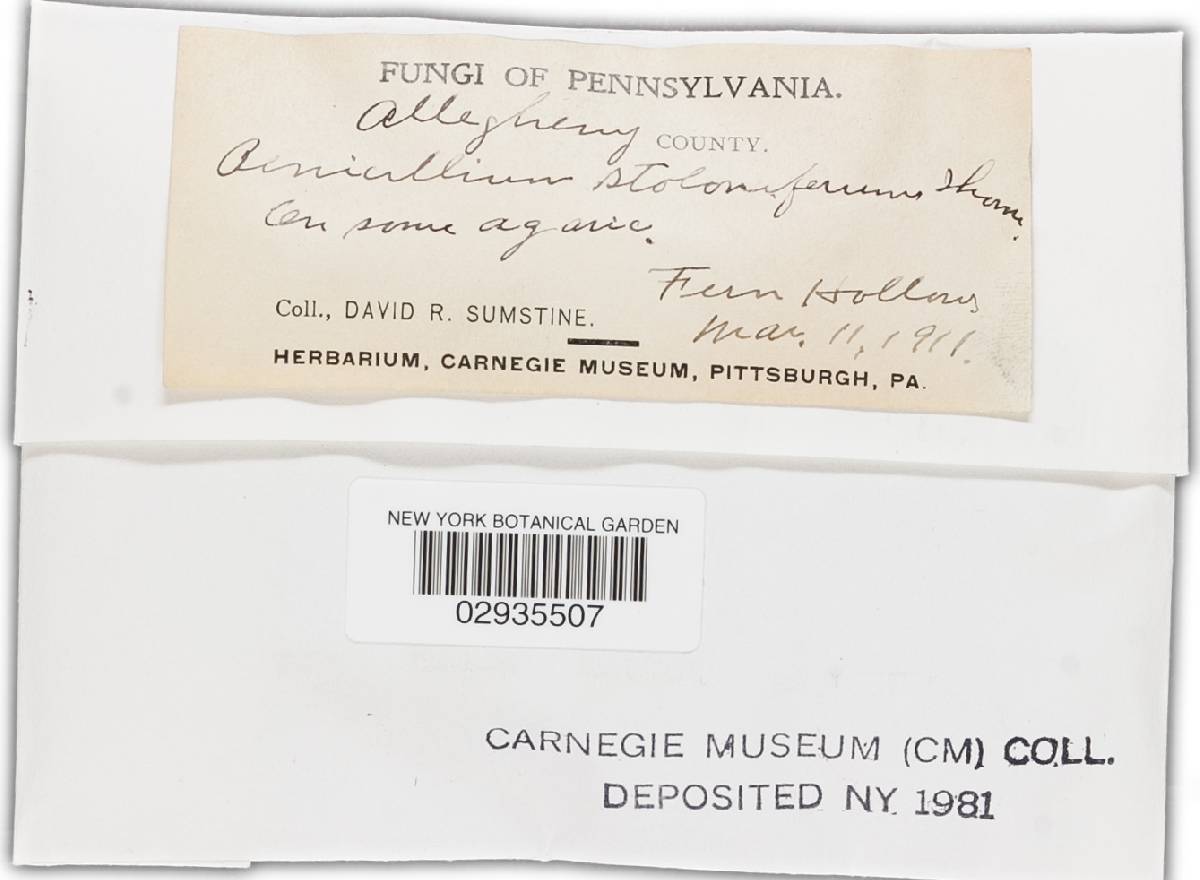 FUNGI OF PENNSYLVANIA.
Allegheny COUNTY.
Penicillium stoloniferum Thom.
On some agaric.
Fern Hollow
Coll., DAVID R. SUMSTINE.
Mar. 11, 1911.
HERBARIUM, CARNEGIE MUSEUM, PITTSBURGH, PA.
NEW YORK BOTANICAL GARDEN
02935507
CARNEGIE MUSEUM (CM) COLL.
DEPOSITED NY 1981